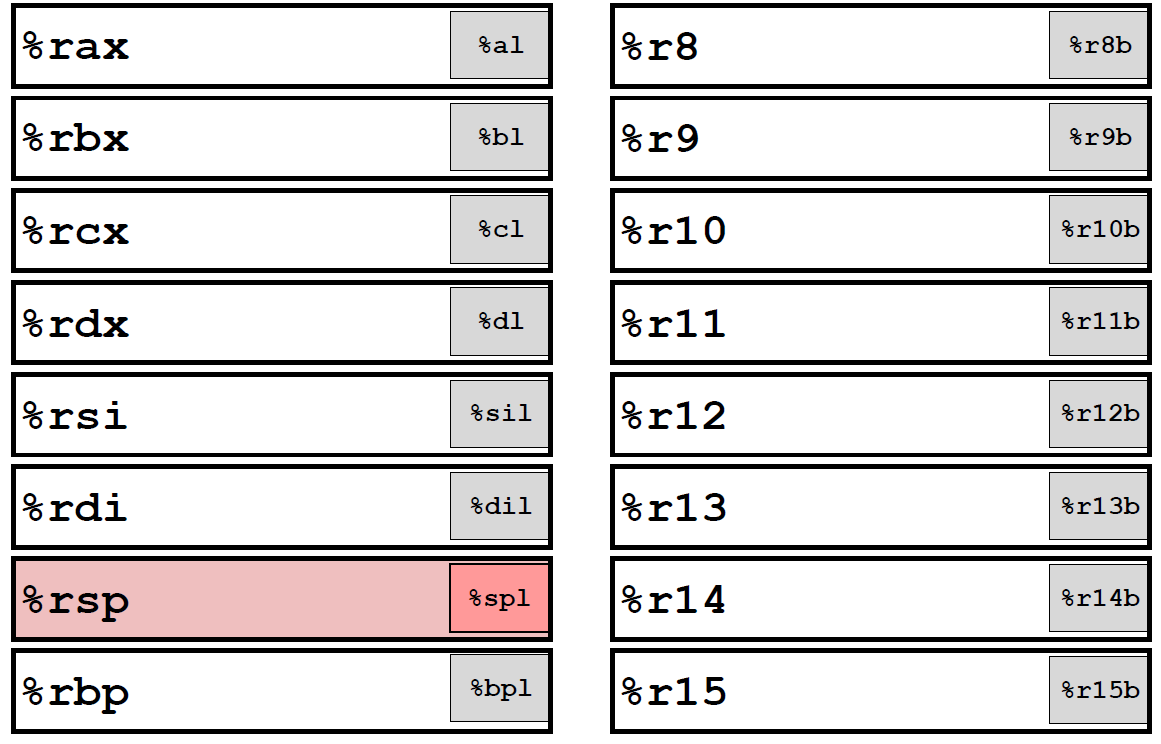 %rax %al %r8 %r8b
%rbx %bl %r9 %r9b
%rcx %cl %r10 %r10b
%rdx %dl %r11 %r11b
%rsi %sil %r12 %r12b
%rdi %dil %r13 %r13b
%rsp %spl %r14 %r14b
%rbp %bpl %r15 %r15b